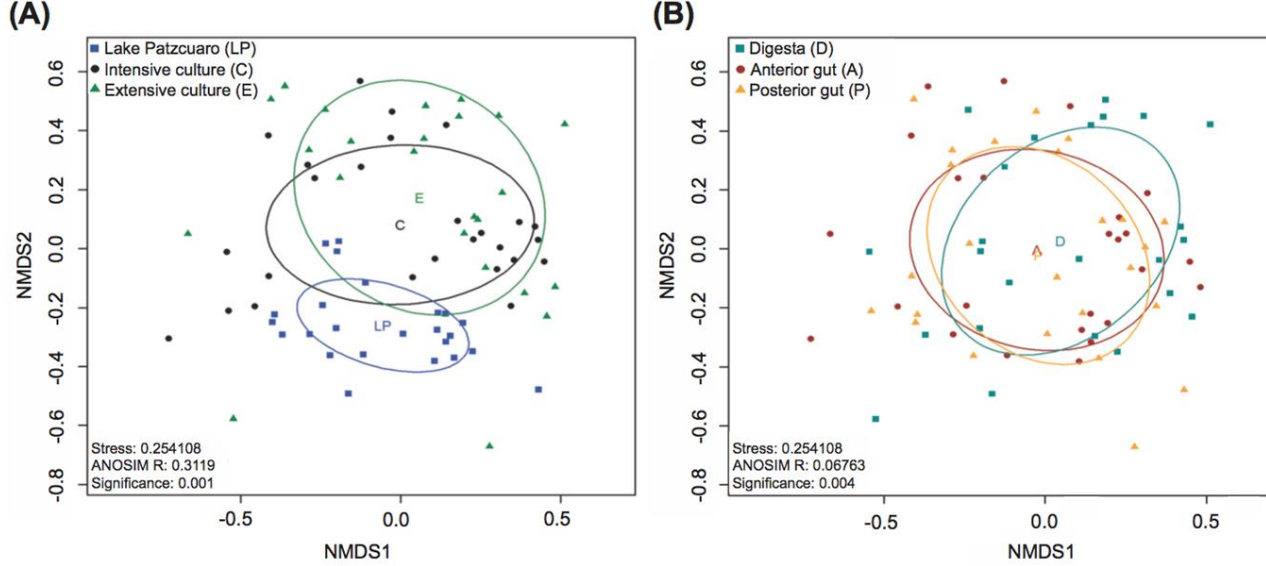 (A)
Lake Patzcuaro (LP)
Intensive culture (C)
Extensive culture (E)
NMDS2
0.6
0.4
0.2
0.0
-0.2
-0.4
-0.6
-0.8
E
C
LP
Stress: 0.254108
ANOSIM R: 0.3119
Significance: 0.001
-0.5
0.0
0.5
NMDS1
(B)
Digesta (D)
Anterior gut (A)
Posterior gut (P)
NMDS2
0.6
0.4
0.2
0.0
-0.2
-0.4
-0.6
-0.8
A
D
P
Stress: 0.254108
ANOSIM R: 0.06763
Significance: 0.004
-0.5
0.0
0.5
NMDS1